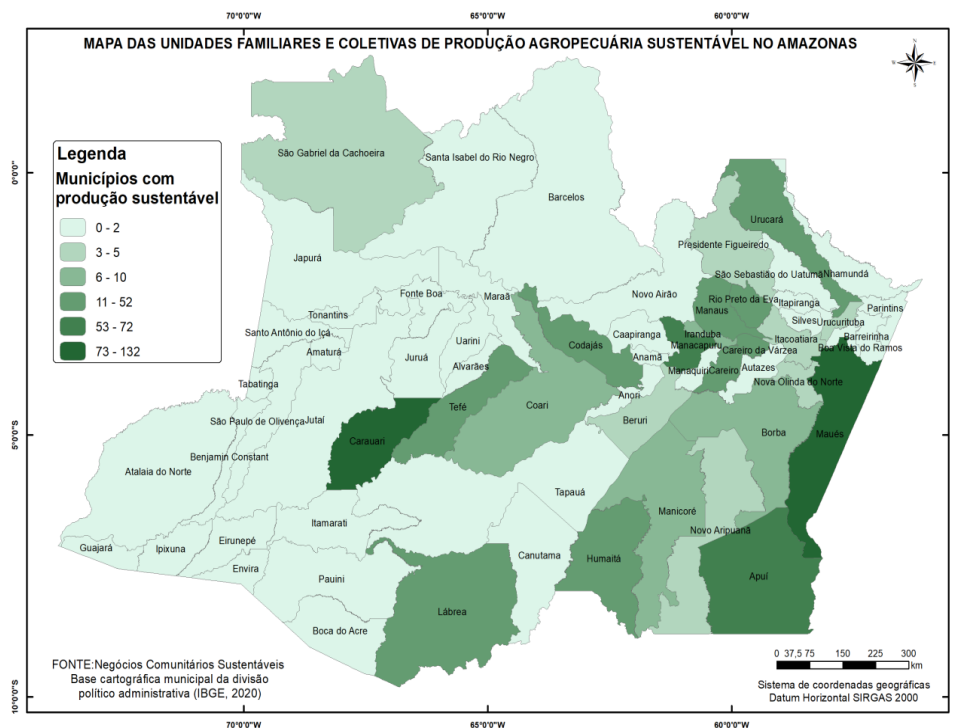 70°0'0"W 65°0'0"W 60°0'0"W
MAPA DAS UNIDADES FAMILIARES E COLETIVAS DE PRODUÇÃO AGROPECUÁRIA SUSTENTÁVEL NO AMAZONAS
N
W E
S
Legenda
Municípios com
produção sustentável
0 - 2
3 - 5
6 - 10
11 - 52
53 - 72
73 - 132
0°0'0"
5°0'0"S
10°0'0"S
São Gabriel da Cachoeira
Santa Isabel do Rio Negro
Barcelos
Japurá
Urucará
Presidente Figueiredo
São Sebastião do Uatumã
Nhamundá
Fonte Boa
Maraã
Novo Airão
Rio Preto da Eva
Manaus
Itapiranga
Parintins
Tonantins
Silves
Urucurituba
Santo Antônio do Içá
Caapiranga
Iranduba
Barreirinha
Amaturá
Juruá
Uarini
Codajás
Manacapuru
Itacoatiara
Boa Vista do Ramos
Alvarães
Anamã
Careiro da Várzea
Tabatinga
Manaquiri
Careiro
Autazes
Nova Olinda do Norte
Tefé
Coari
Anori
São Paulo de Olivença
Jutaí
Beruri
Carauari
Borba
Maués
Benjamin Constant
Atalaia do Norte
Tapauá
Itamarati
Manicoré
Novo Aripuanã
Guajará
Ipixuna
Eirunepé
Envira
Canutama
Humaitá
Pauini
Apuí
Lábrea
Boca do Acre
FONTE:Negócios Comunitários Sustentáveis
Base cartográfica municipal da divisão
político administrativa (IBGE, 2020)
0 37,5 75 150 225 300
km
Sistema de coordenadas geográficas
Datum Horizontal SIRGAS 2000
70°0'0"W 65°0'0"W 60°0'0"W